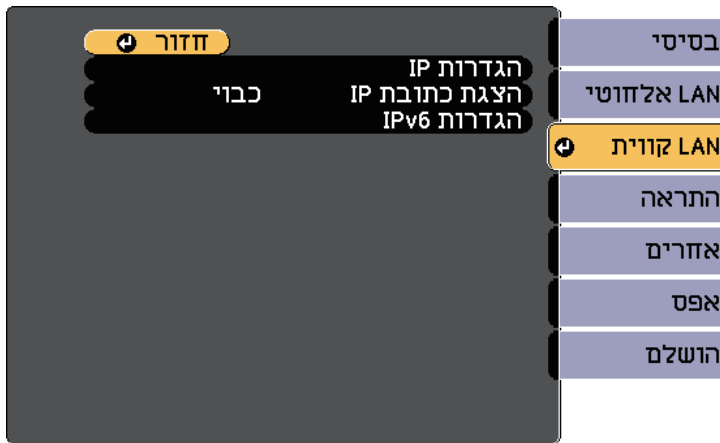 בסיסי
LAN אלחוטי
LAN קווית
התראה
אחרים
אפס
הושלם
חזור
הגדרות IP
הצגת כתובת IP כבוי
הגדרות IPv6